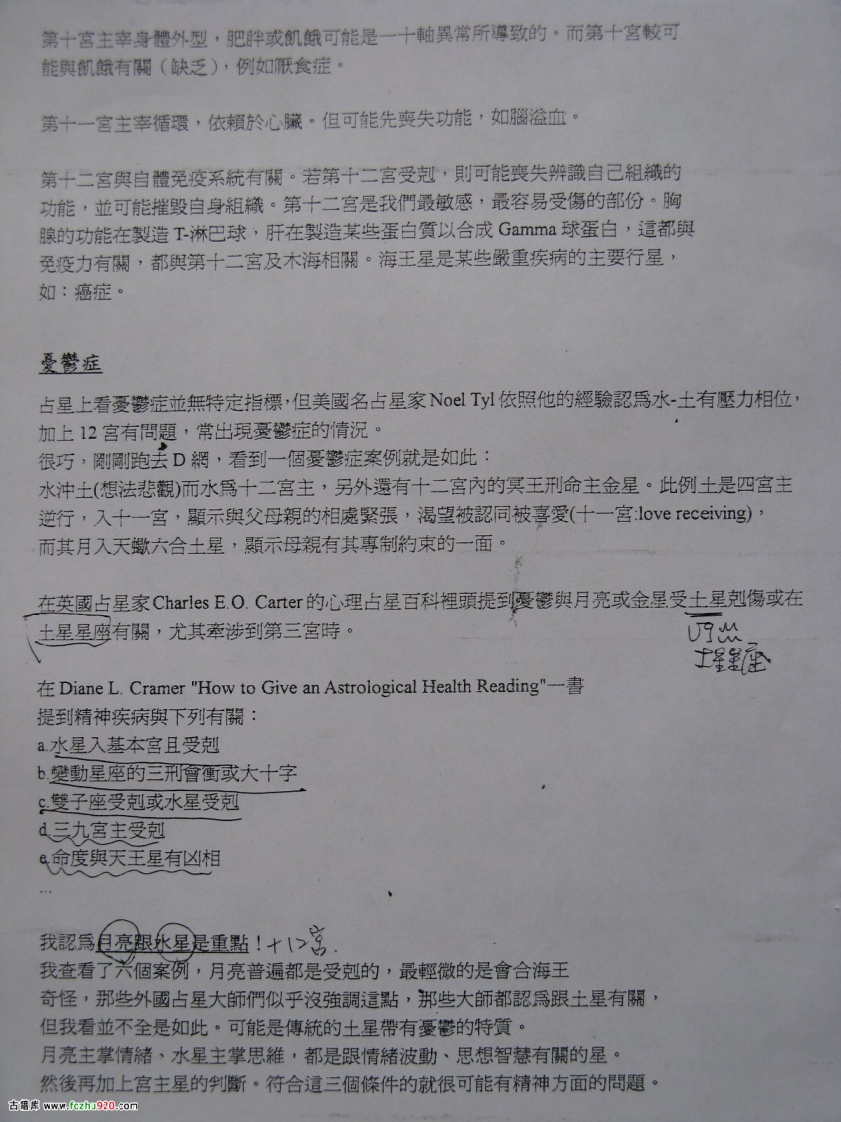 第十宮主宰身體外型，肥胖或飢餓可能是一十軸異常所導致的。而第十宮較可
能與飢餓有關（缺乏），例如厭食症。
第十一宮主宰循環，依賴於心臟。但可能先喪失功能，如腦溢血。
第十二宮與自體免疫系統有關。若第十二宮受剋，則可能喪失辨識自己組織的
功能，並可能摧毀自身組織。第十二宮是我們最敏感，最容易受傷的部份。胸
腺的功能在製造 T-淋巴球，肝在製造某些蛋白質以合成 Gamma 球蛋白，這都與
免疫力有關，都與第十二宮及木海相關。海王星是某些嚴重疾病的主要行星，
如：癌症。
憂鬱症
占星上看憂鬱症並無特定指標，但美國名占星家 Noel Tyl 依照他的經驗認為水-土有壓力相位，
加上 12 宮有問題，常出現憂鬱症的情況。
很巧，剛剛跑去 D 網，看到一個憂鬱症案例就是如此：
水沖土(想法悲觀)而水為十二宮主，另外還有十二宮內的冥王刑命主金星。此例土是四宮主
逆行，入十一宮，顯示與父母親的相處緊張，渴望被認同被喜愛(十一宮:love receiving)，
而其月入天蠍六合土星，顯示母親有其專制約束的一面。
在英國占星家 Charles E.O. Carter 的心理占星百科裡頭提到憂鬱與月亮或金星受土星剋傷或在
土星星座有關，尤其牽涉到第三宮時。
土星星座
在 Diane L. Cramer "How to Give an Astrological Health Reading"一書
提到精神疾病與下列有關：
a.水星入基本宮且受剋
b.變動星座的三刑會衝或大十字
c.雙子座受剋或水星受剋
d.三九宮主受剋
e.命度與天王星有凶相
...
我認為月亮跟水星是重點！+12宮.
我查看了六個案例，月亮普遍都是受剋的，最輕微的是會合海王
奇怪，那些外國占星大師們似乎沒強調這點，那些大師都認為跟土星有關，
但我看並不全是如此。可能是傳統的土星帶有憂鬱的特質。
月亮主掌情緒、水星主掌思維，都是跟情緒波動、思想智慧有關的星。
然後再加上宮主星的判斷。符合這三個條件的就很可能有精神方面的問題。
古籍库 www.fczhu920.com